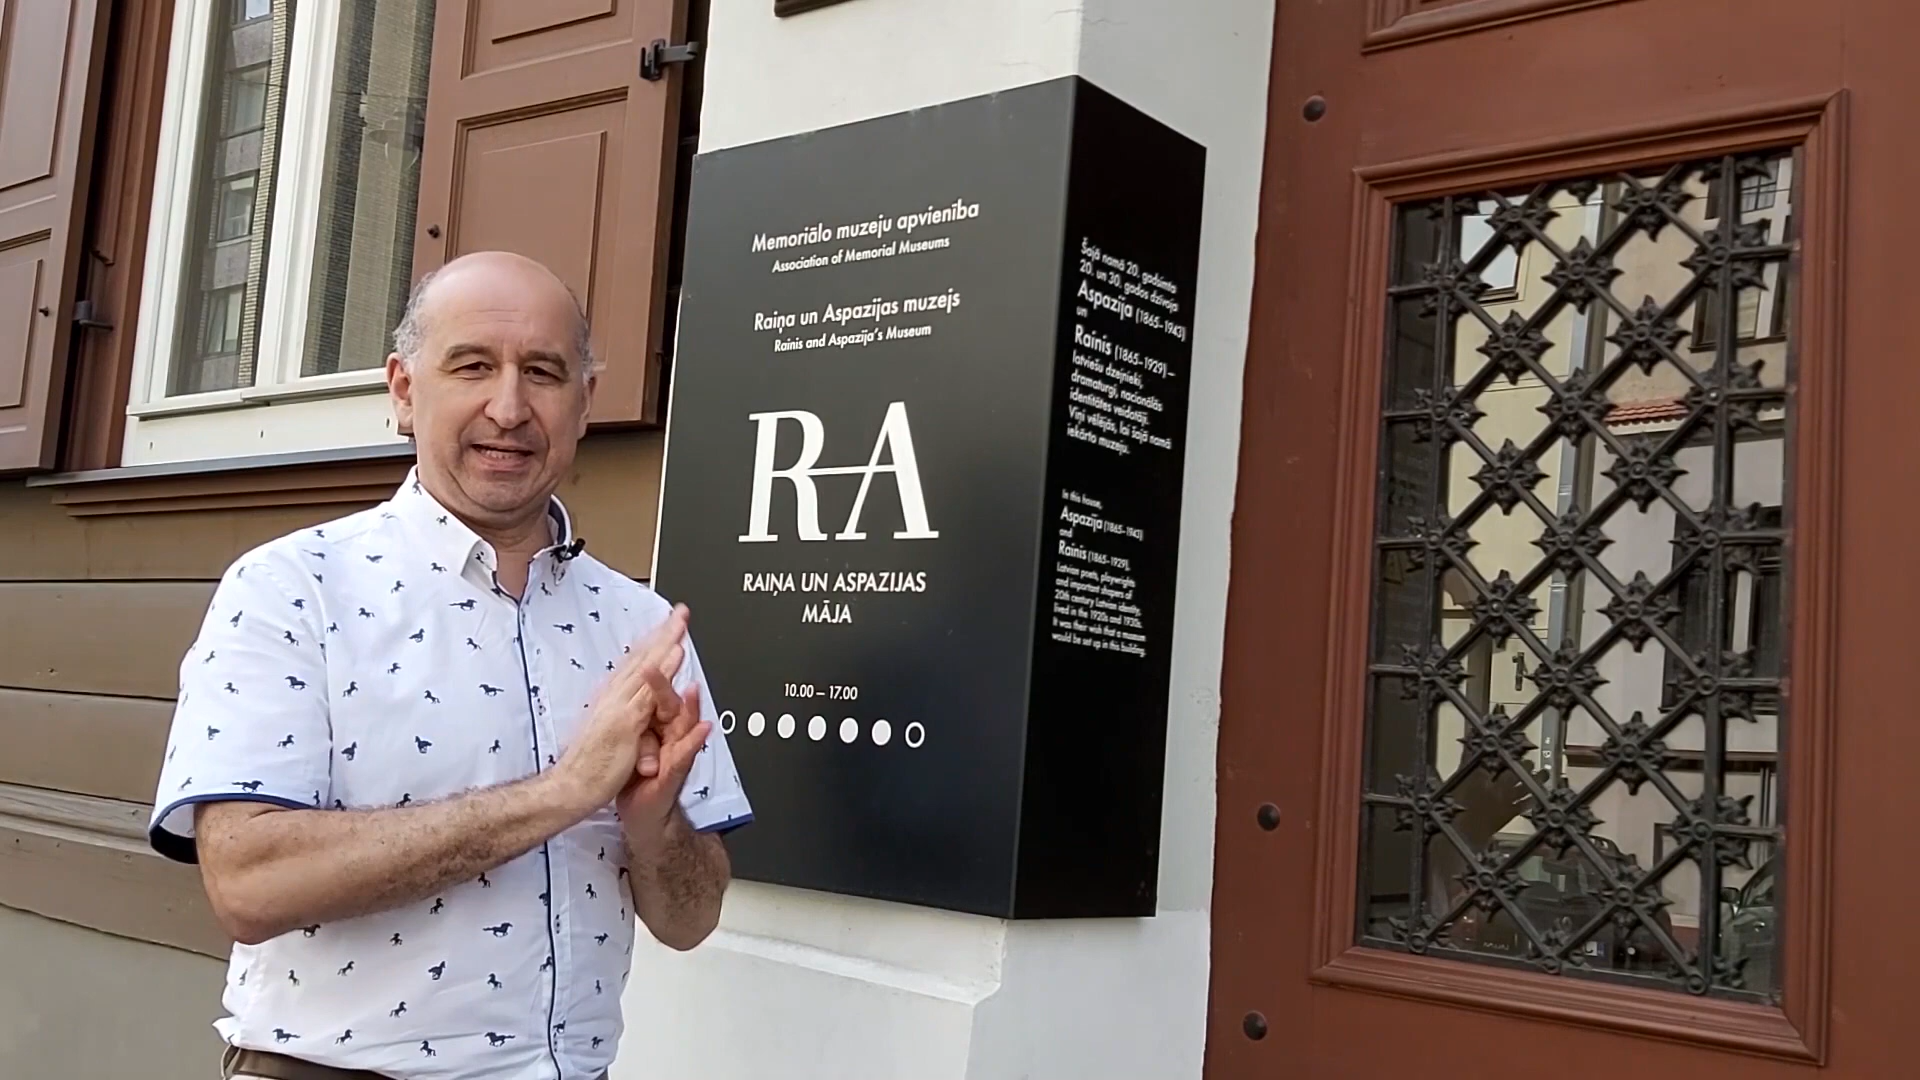 Memoriālo muzeju apvienība
Association of Memorial Museums
Raiņa un Aspazijas muzejs
Rainis and Aspazija's Museum
RA
RAIŅA UN ASPAZIJAS
MĀJA
10.00 – 17.00
Šajā namā 20. gadsimta
20. un 30. gados dzīvoja
Aspazija (1865–1943)
un
Rainis (1865–1929) –
latviešu dzejnieki,
dramaturgi, nacionālās
identitātes veidotāji.
Viņi vēlējās, lai šajā namā
iekārto muzeju.
In this house,
Aspazija (1865–1943)
and
Rainis (1865–1929),
Latvian poets, playwrights
and important shapers of
20th century Latvian identity,
lived in the 1920s and 1930s.
It was their wish that a museum
would be set up in this building.